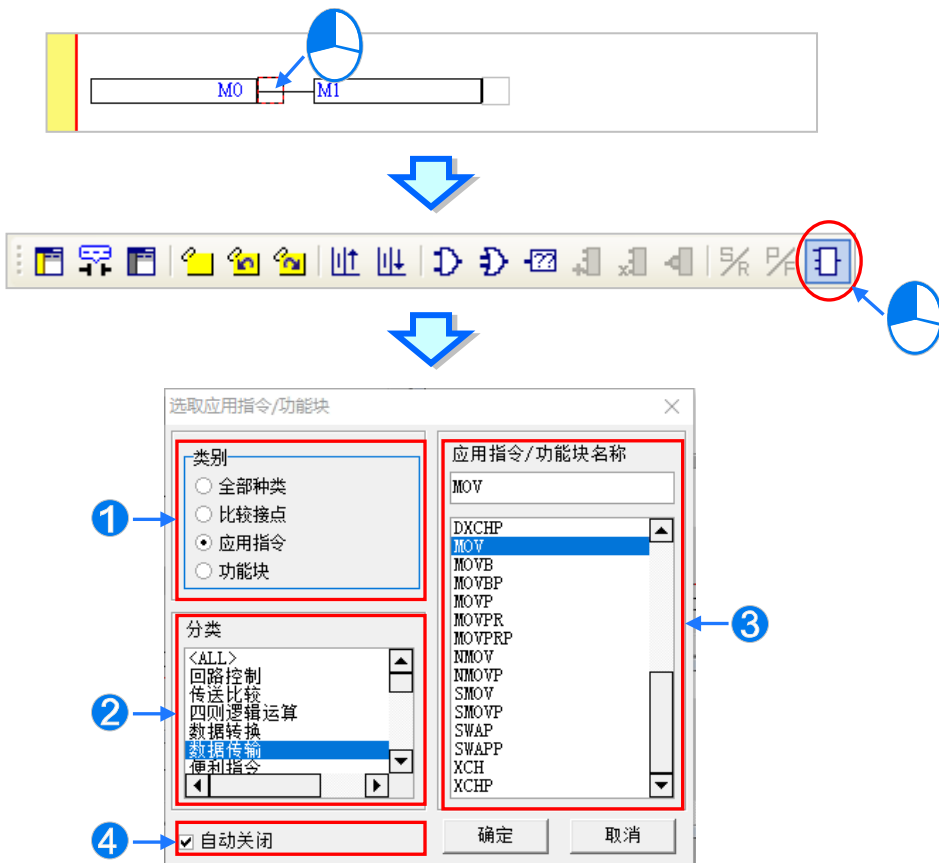 M0 M1
?? S/R P/F
选取应用指令/功能块
类别
全部种类
比较接点
应用指令
功能块
1
分类
<ALL>
回路控制
传送比较
四则逻辑运算
数据转换
数据传输
便利指令
2
自动关闭
4
应用指令/功能块名称
MOV
DXCHP
MOV
MOVB
MOVBP
MOVP
MOVPR
MOVPRP
NMOV
NMOVP
SMOV
SMOVP
SWAP
SWAPP
XCH
XCHP
3
确定 取消